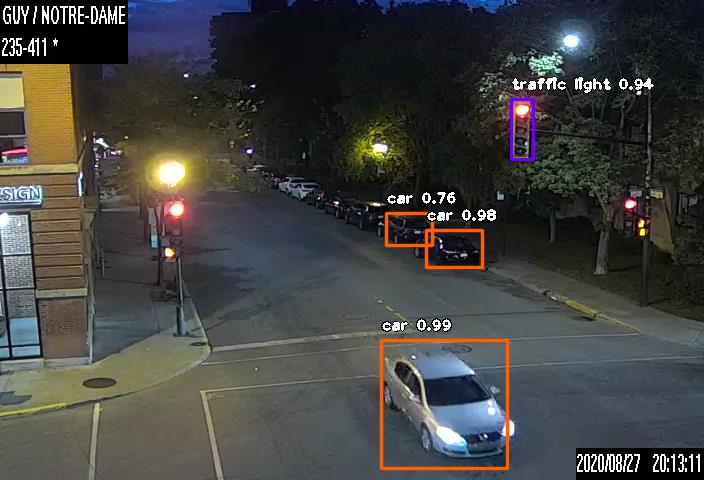 GUY / NOTRE-DAME
235-411 *
traffic light 0.94
car 0.76
car 0.98
ESIGN
car 0.99
2020/08/27 20:13:11